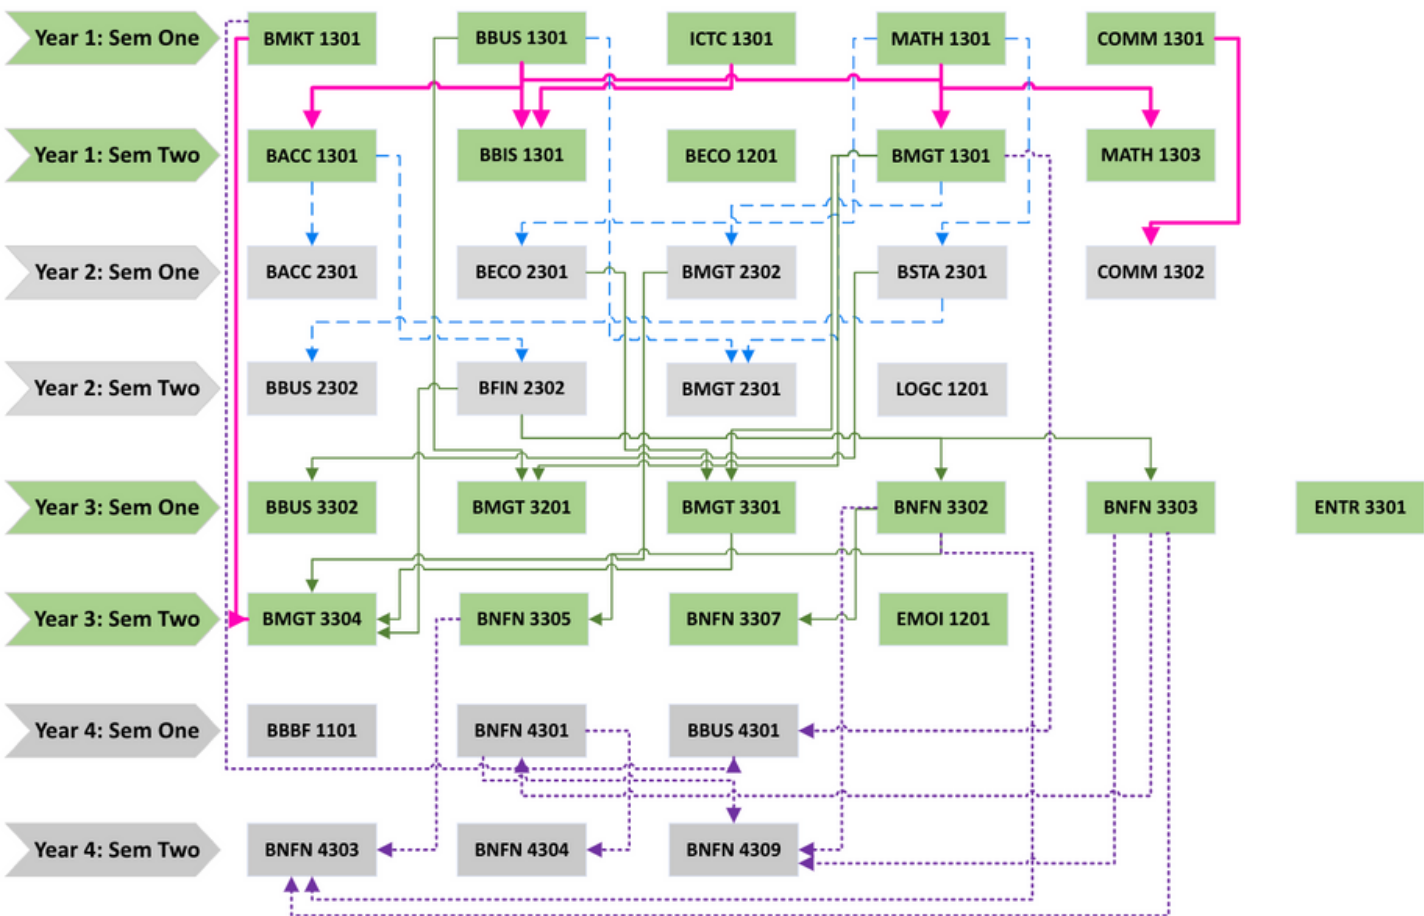 Year 1: Sem One
BMKT 1301
BBUS 1301
ICTC 1301
MATH 1301
COMM 1301
Year 1: Sem Two
BACC 1301
BBIS 1301
BECO 1201
BMGT 1301
MATH 1303
Year 2: Sem One
BACC 2301
BECO 2301
BMGT 2302
BSTA 2301
COMM 1302
Year 2: Sem Two
BBUS 2302
BFIN 2302
BMGT 2301
LOGC 1201
Year 3: Sem One
BBUS 3302
BMGT 3201
BMGT 3301
BNFN 3302
BNFN 3303
ENTR 3301
Year 3: Sem Two
BMGT 3304
BNFN 3305
BNFN 3307
EMOI 1201
Year 4: Sem One
BBBF 1101
BNFN 4301
BBUS 4301
Year 4: Sem Two
BNFN 4303
BNFN 4304
BNFN 4309